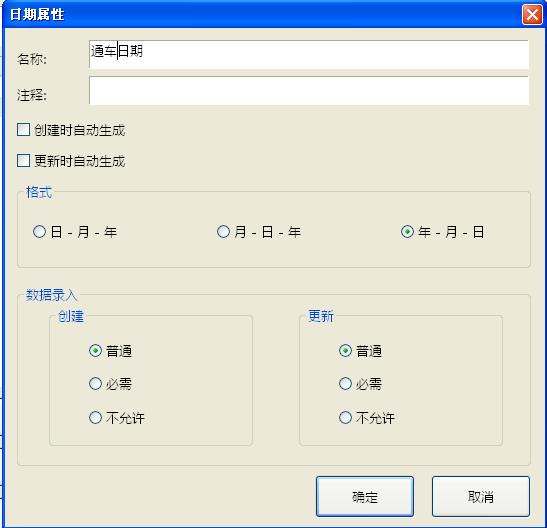 日期属性
名称: 通车日期
注释:
创建时自动生成
更新时自动生成
格式
日 - 月 - 年 月 - 日 - 年 年 - 月 - 日
数据录入
创建 更新
普通 普通
必需 必需
不允许 不允许
确定 取消